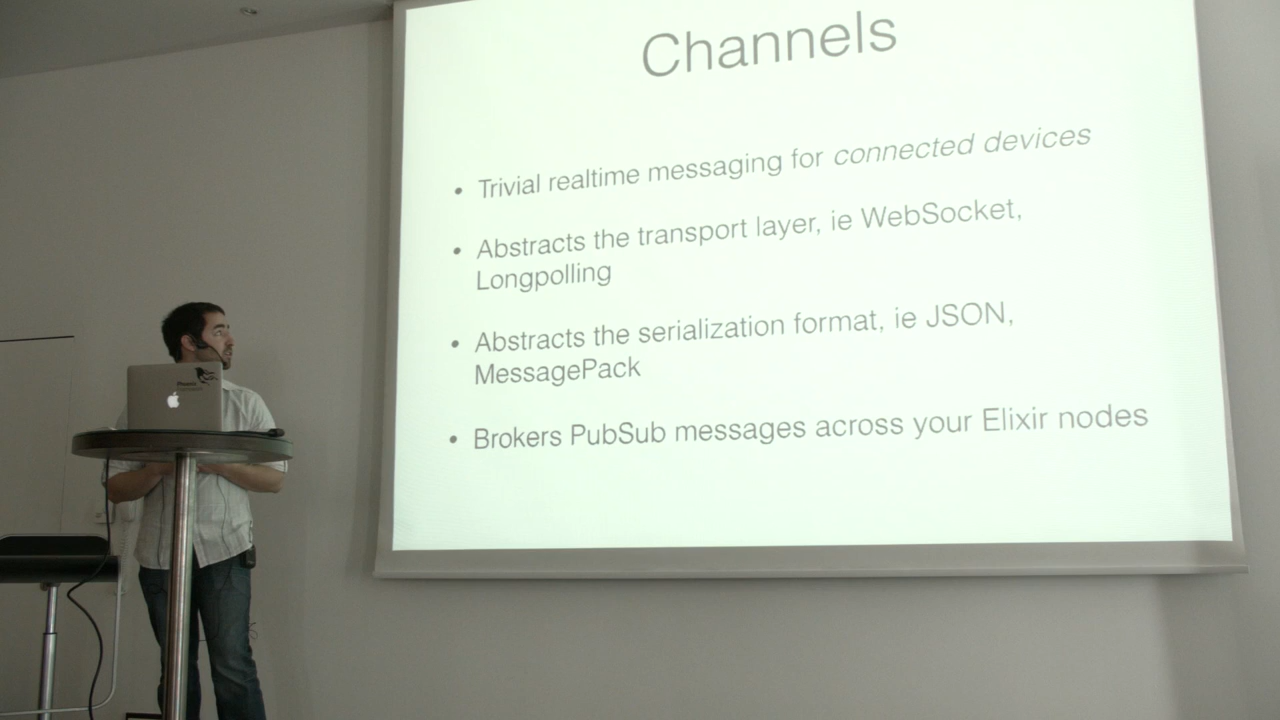 Channels
• Trivial realtime messaging for connected devices
• Abstracts the transport layer, ie WebSocket,
Longpolling
• Abstracts the serialization format, ie JSON,
MessagePack
• Brokers PubSub messages across your Elixir nodes
Phoenix